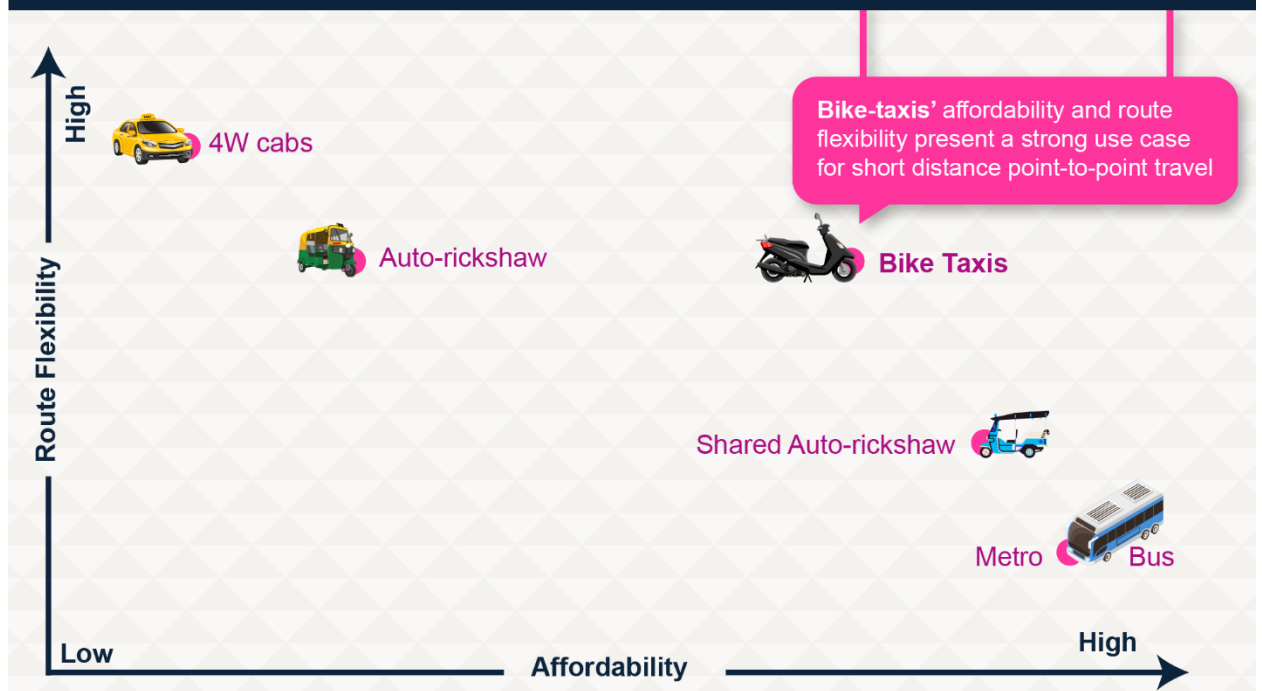 High
4W cabs
Bike-taxis’ affordability and route
flexibility present a strong use case
for short distance point-to-point travel
Auto-rickshaw
Bike Taxis
Route Flexibility
Shared Auto-rickshaw
Metro
Bus
Low
Affordability
High